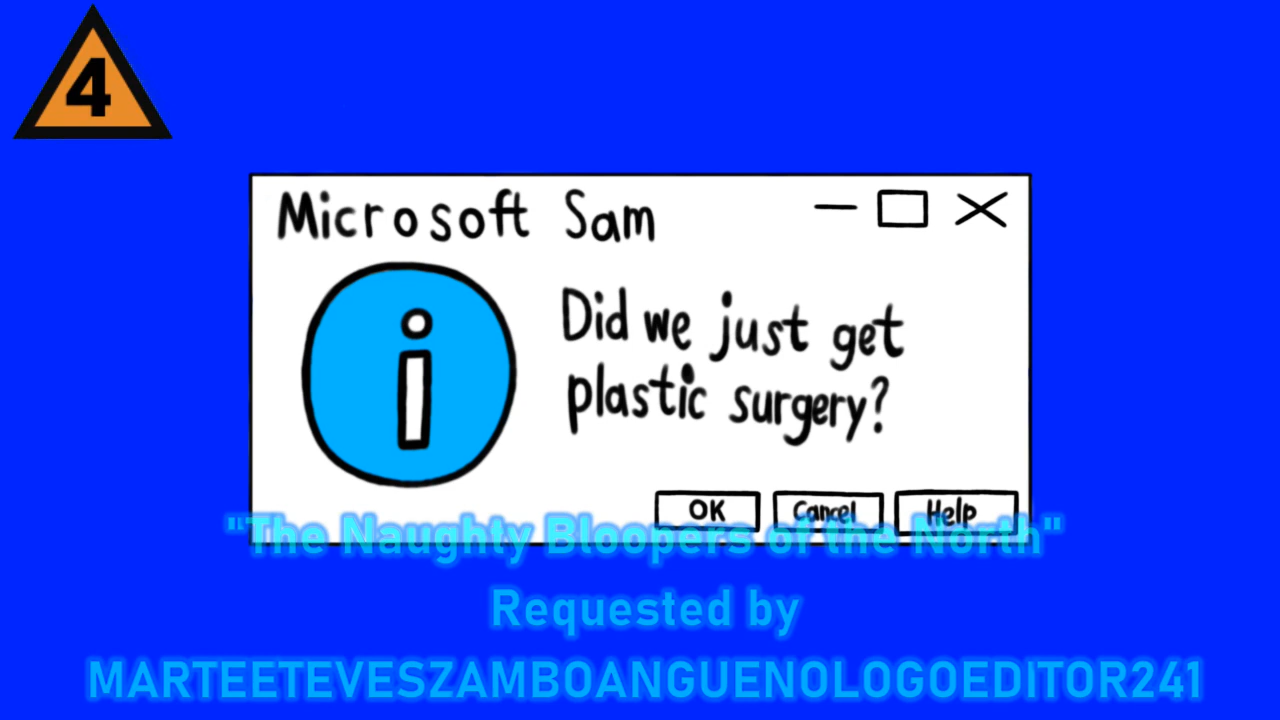 4
Microsoft Sam
Did we just get
plastic surgery?
OK Cancel Help
"The Naughty Bloopers of the North"
Requested by
MARTEETEVESZAMBOANGUENOLOGOEDITOR241